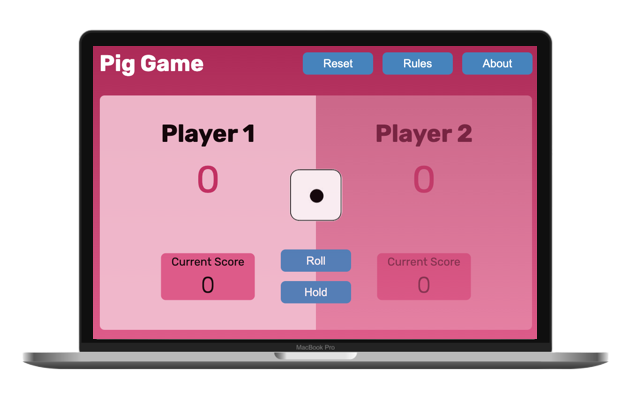 Pig Game
Reset
Rules
About
Player 1
Player 2
0
0
Roll
Current Score
0
Current Score
0
Hold
MacBook Pro